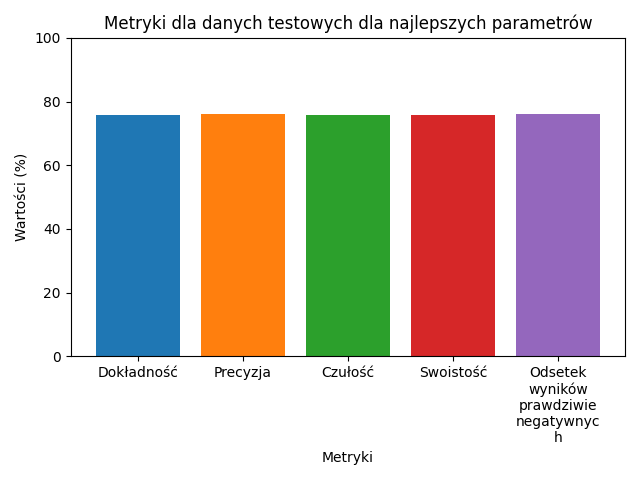 Metryki dla danych testowych dla najlepszych parametrów
Wartości (%)
100
80
60
40
20
0
Dokładność
Precyzja
Czułość
Swoistość
Odsetek
wyników
prawdziwie
negatywnyc
h
Metryki